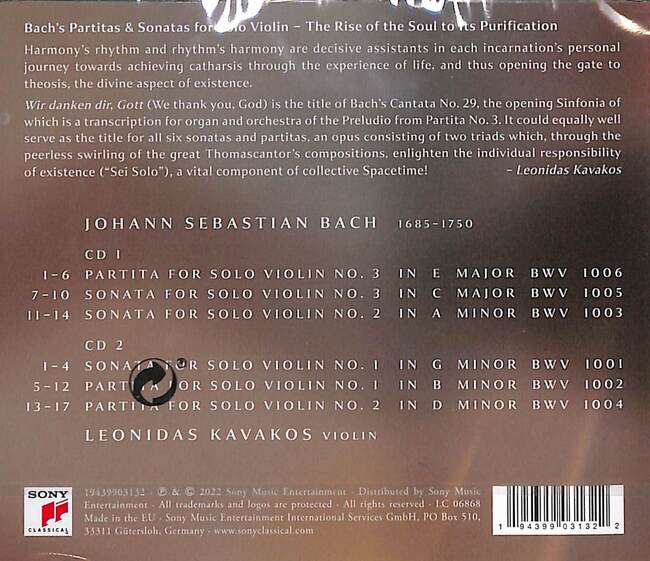 Bach's Partitas & Sonatas for Solo Violin – The Rise of the Soul to Its Purification
Harmony's rhythm and rhythm's harmony are decisive assistants in each incarnation's personal
journey towards achieving catharsis through the experience of life, and thus opening the gate to
theosis, the divine aspect of existence.
Wir danken dir, Gott (We thank you, God) is the title of Bach's Cantata No. 29, the opening Sinfonia of
which is a transcription for organ and orchestra of the Preludio from Partita No. 3. It could equally well
serve as the title for all six sonatas and partitas, an opus consisting of two triads which, through the
peerless swirling of the great Thomascantor's compositions, enlighten the individual responsibility
of existence ("Sei Solo"), a vital component of collective Spacetime! – Leonidas Kavakos
JOHANN SEBASTIAN BACH 1685–1750
CD 1
1–6 PARTITA FOR SOLO VIOLIN NO. 3 IN E MAJOR BWV 1006
7–10 SONATA FOR SOLO VIOLIN NO. 3 IN C MAJOR BWV 1005
11–14 SONATA FOR SOLO VIOLIN NO. 2 IN A MINOR BWV 1003
CD 2
1–4 SONATA FOR SOLO VIOLIN NO. 1 IN G MINOR BWV 1001
5–12 PARTITA FOR SOLO VIOLIN NO. 1 IN B MINOR BWV 1002
13–17 PARTITA FOR SOLO VIOLIN NO. 2 IN D MINOR BWV 1004
LEONIDAS KAVAKOS VIOLIN
SONY
CLASSICAL
19439903132 · ℗ & © 2022 Sony Music Entertainment · Distributed by Sony Music
Entertainment · All trademarks and logos are protected · All rights reserved · LC 06868
Made in the EU · Sony Music Entertainment International Services GmbH, PO Box 510,
33311 Gütersloh, Germany · www.sonyclassical.com
1 94399 03132 2